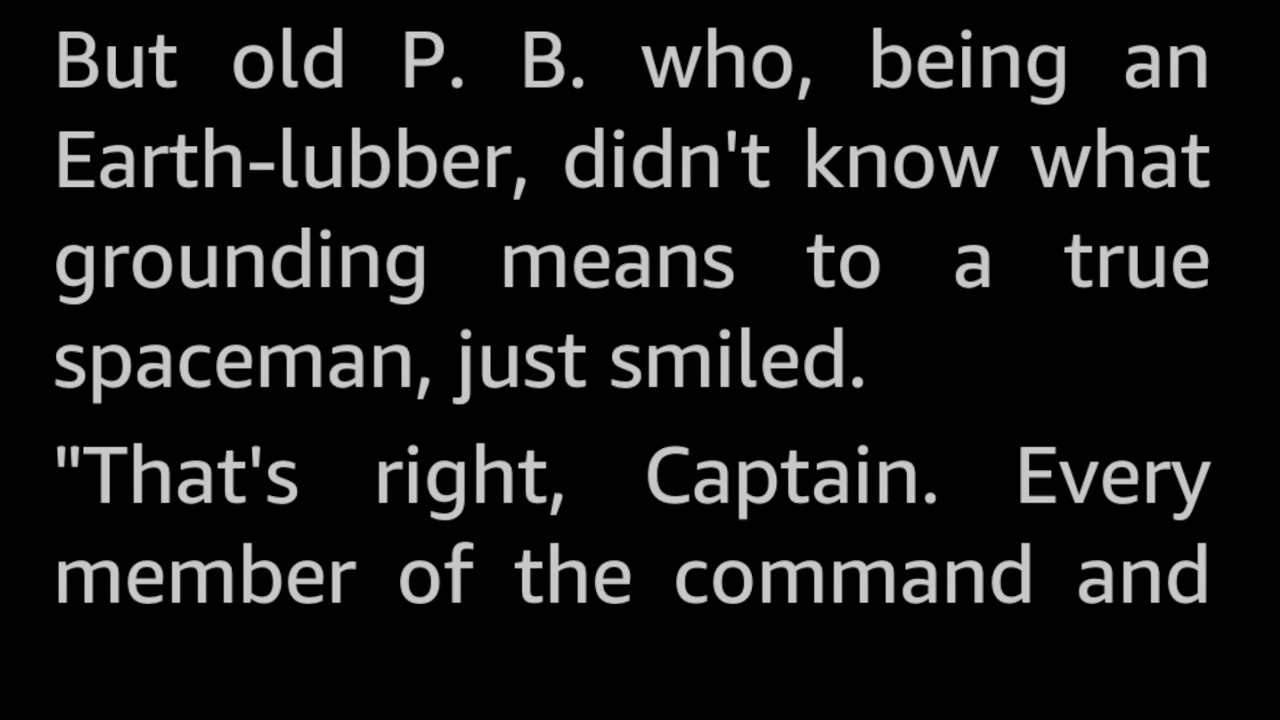 But old P. B. who, being an
Earth-lubber, didn't know what
grounding means to a true
spaceman, just smiled.
"That's right, Captain. Every
member of the command and